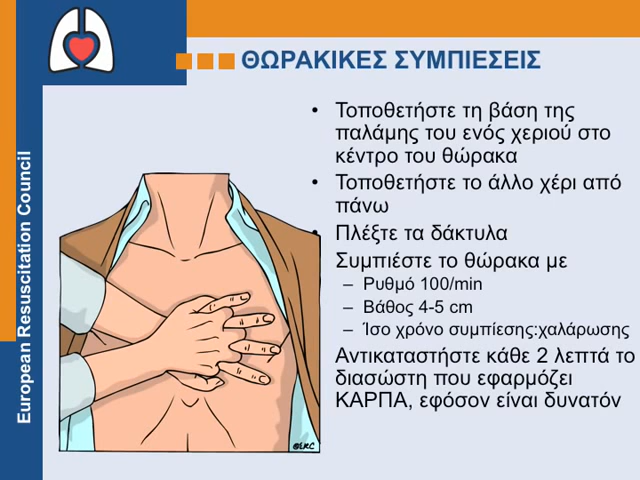 ΘΩΡΑΚΙΚΕΣ ΣΥΜΠΙΕΣΕΙΣ
• Τοποθετήστε τη βάση της
παλάμης του ενός χεριού στο
κέντρο του θώρακα
• Τοποθετήστε το άλλο χέρι από
πάνω
• Πλέξτε τα δάκτυλα
Συμπιέστε το θώρακα με
– Ρυθμό 100/min
– Βάθος 4-5 cm
– Ίσο χρόνο συμπίεσης:χαλάρωσης
Αντικαταστήστε κάθε 2 λεπτά το
διασώστη που εφαρμόζει
ΚΑΡΠΑ, εφόσον είναι δυνατόν
European Resuscitation Council
@ERC